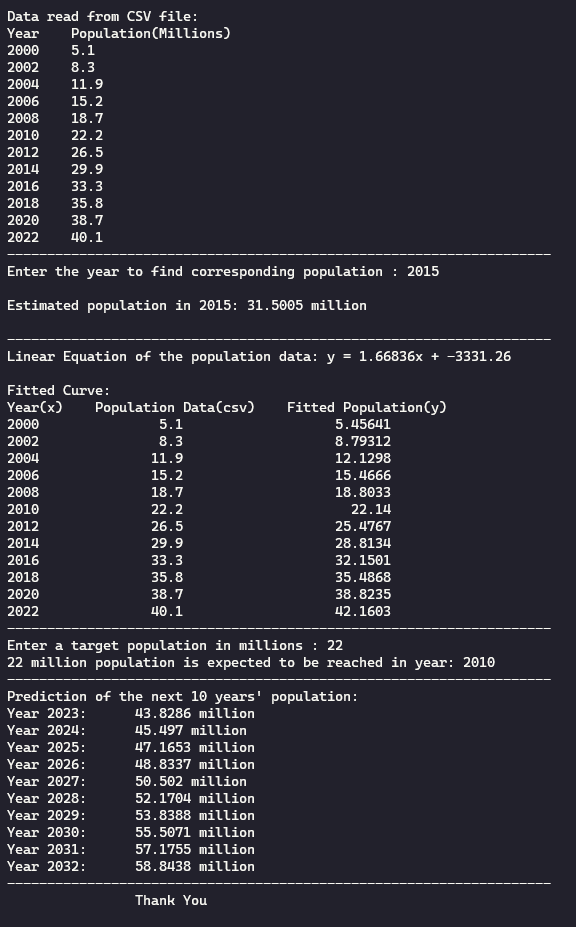 Data read from CSV file:
Year    Population(Millions)
2000    5.1
2002    8.3
2004    11.9
2006    15.2
2008    18.7
2010    22.2
2012    26.5
2014    29.9
2016    33.3
2018    35.8
2020    38.7
2022    40.1
____________________________________________________________________
Enter the year to find corresponding population : 2015
Estimated population in 2015: 31.5005 million
____________________________________________________________________
Linear Equation of the population data: y = 1.66836x + -3331.26
Fitted Curve:
Year(x)    Population Data(csv)    Fitted Population(y)
2000               5.1                   5.45641
2002               8.3                   8.79312
2004              11.9                   12.1298
2006              15.2                   15.4666
2008              18.7                   18.8033
2010              22.2                     22.14
2012              26.5                   25.4767
2014              29.9                   28.8134
2016              33.3                   32.1501
2018              35.8                   35.4868
2020              38.7                   38.8235
2022              40.1                   42.1603
____________________________________________________________________
Enter a target population in millions : 22
22 million population is expected to be reached in year: 2010
____________________________________________________________________
Prediction of the next 10 years' population:
Year 2023:      43.8286 million
Year 2024:      45.497 million
Year 2025:      47.1653 million
Year 2026:      48.8337 million
Year 2027:      50.502 million
Year 2028:      52.1704 million
Year 2029:      53.8388 million
Year 2030:      55.5071 million
Year 2031:      57.1755 million
Year 2032:      58.8438 million
____________________________________________________________________
                Thank You